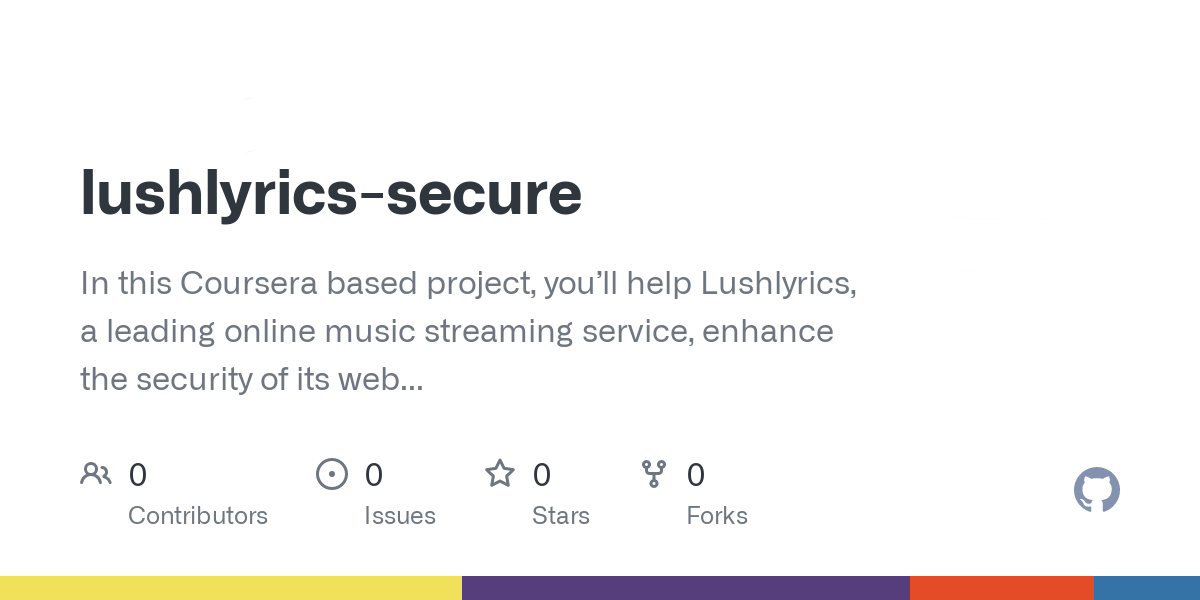 lushlyrics-secure
In this Coursera based project, you’ll help Lushlyrics,
a leading online music streaming service, enhance
the security of its web...
0 0 0 0
Contributors Issues Stars Forks